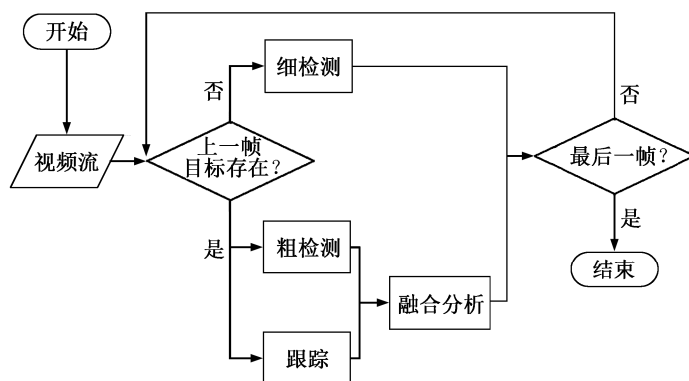 开始
视频流
上一帧
目标存在?
否
细检测
是
粗检测
跟踪
融合分析
最后一帧?
否
是
结束